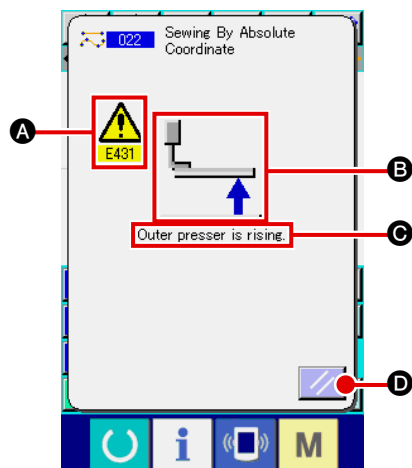 022 Sewing By Absolute
Coordinate
A
E431
B
Outer presser is rising.
C
D
i
M